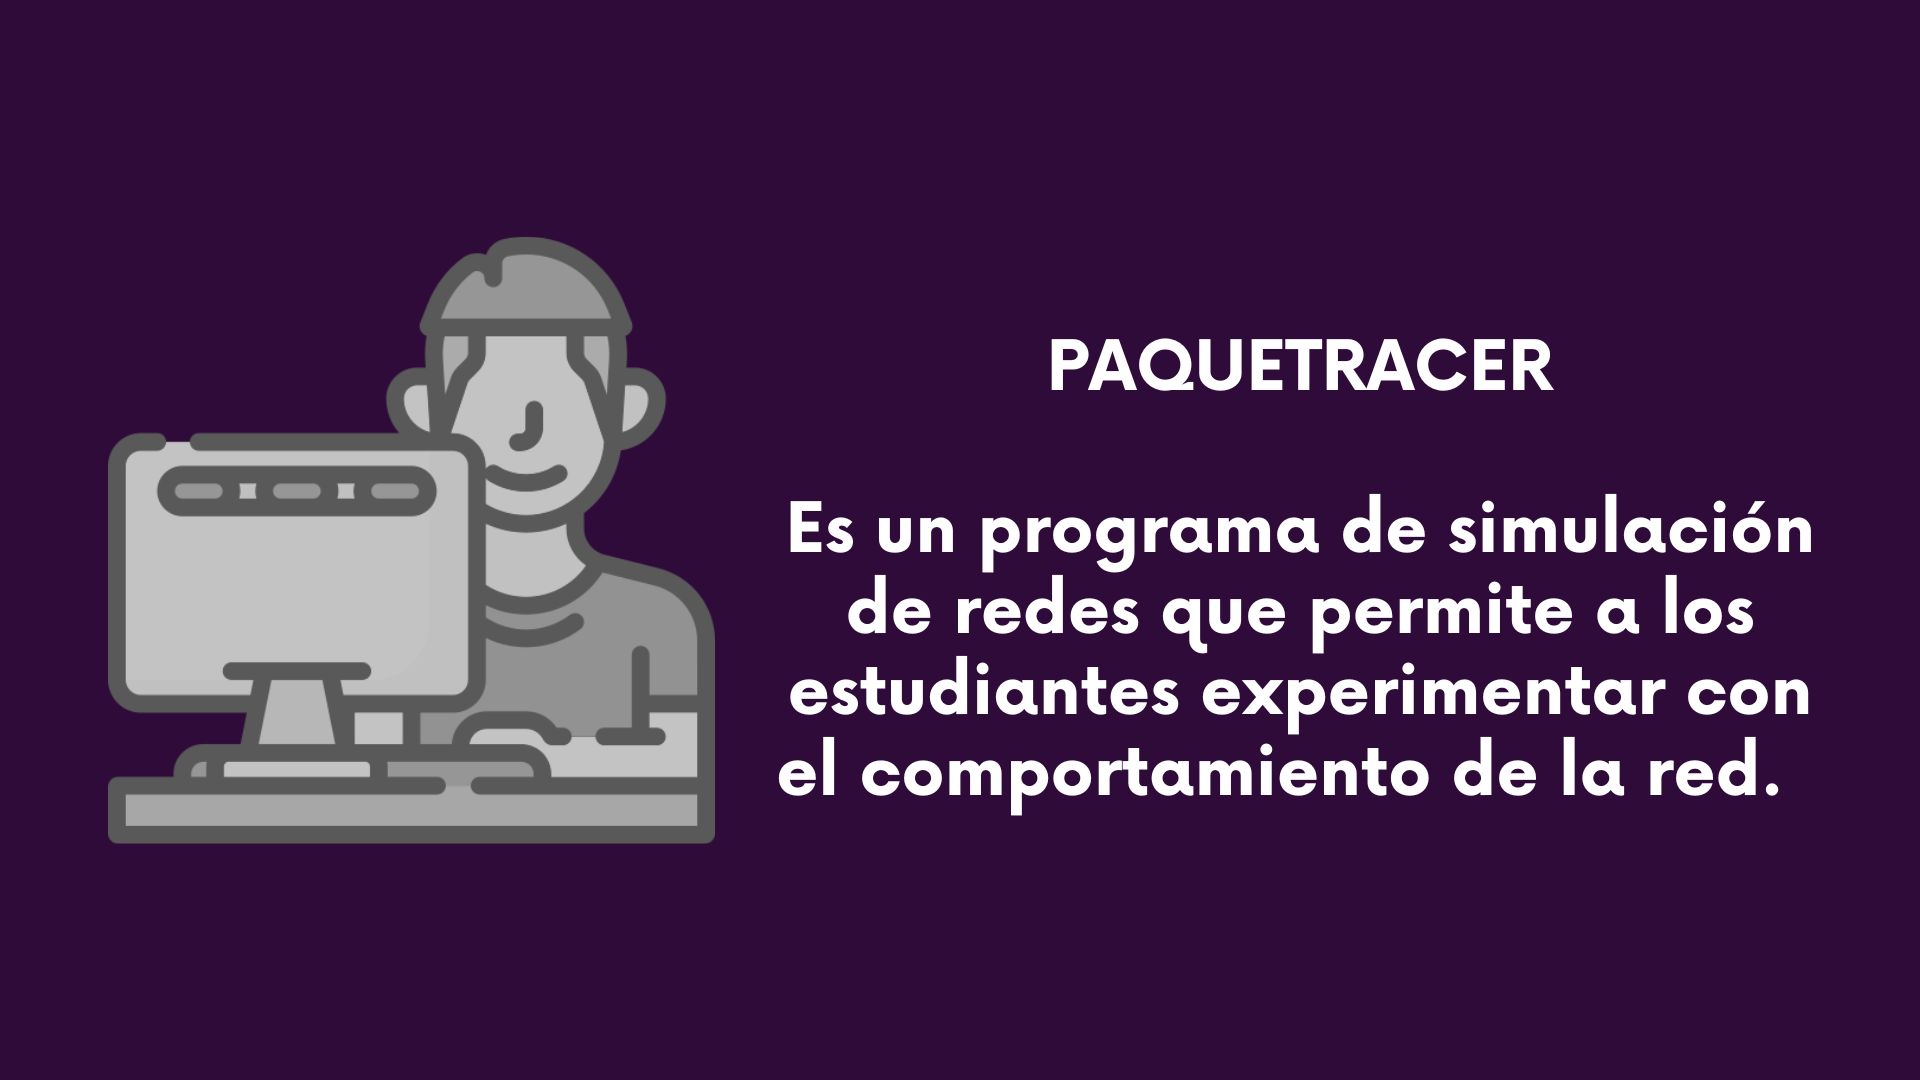 PAQUETRACER
Es un programa de simulación
de redes que permite a los
estudiantes experimentar con
el comportamiento de la red.